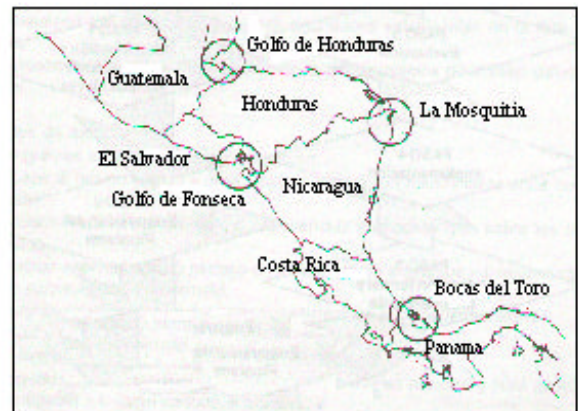 Golfo de Honduras
Guatemala
Honduras
La Mosquitia
El Salvador
Nicaragua
Golfo de Fonseca
Costa Rica
Bocas del Toro
Panama